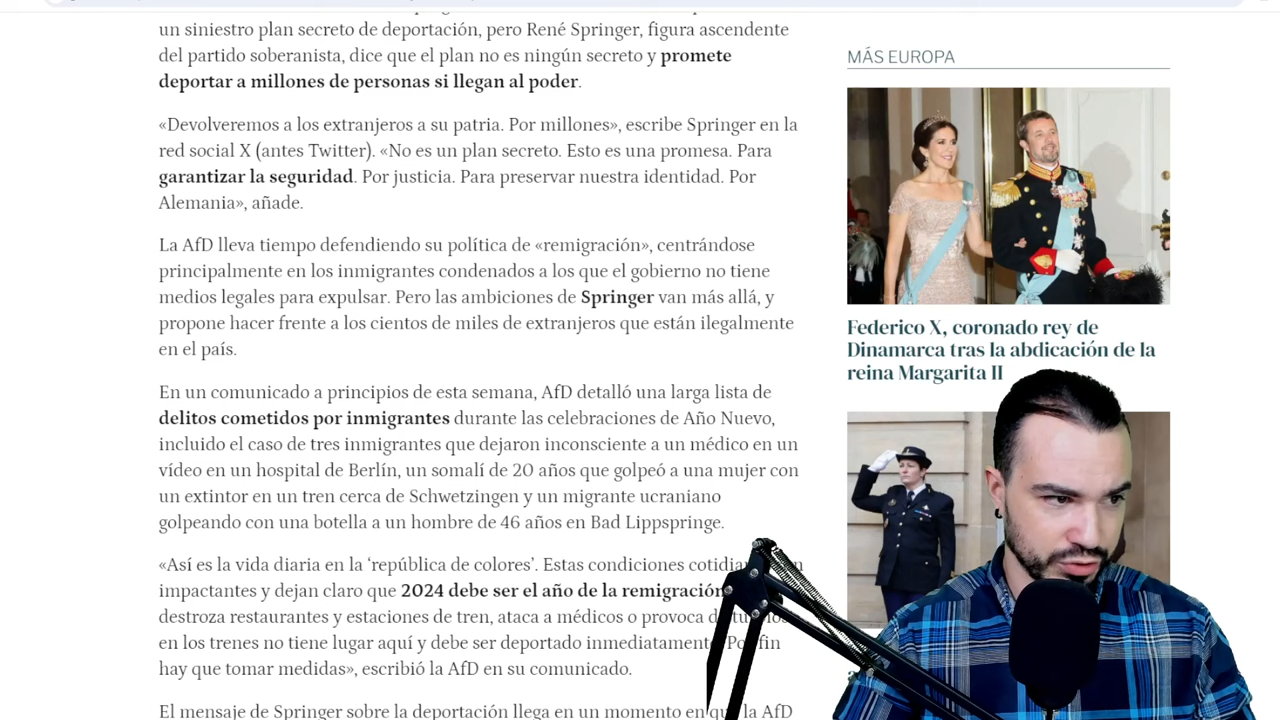 un siniestro plan secreto de deportación, pero René Springer, figura ascendente
del partido soberanista, dice que el plan no es ningún secreto y promete
deportar a millones de personas si llegan al poder.
«Devolveremos a los extranjeros a su patria. Por millones», escribe Springer en la
red social X (antes Twitter). «No es un plan secreto. Esto es una promesa. Para
garantizar la seguridad. Por justicia. Para preservar nuestra identidad. Por
Alemania», añade.
La AfD lleva tiempo defendiendo su política de «remigración», centrándose
principalmente en los inmigrantes condenados a los que el gobierno no tiene
medios legales para expulsar. Pero las ambiciones de Springer van más allá, y
propone hacer frente a los cientos de miles de extranjeros que están ilegalmente
en el país.
En un comunicado a principios de esta semana, AfD detalló una larga lista de
delitos cometidos por inmigrantes durante las celebraciones de Año Nuevo,
incluido el caso de tres inmigrantes que dejaron inconsciente a un médico en un
vídeo en un hospital de Berlín, un somalí de 20 años que golpeó a una mujer con
un extintor en un tren cerca de Schwetzingen y un migrante ucraniano
golpeando con una botella a un hombre de 46 años en Bad Lippspringe.
«Así es la vida diaria en la ‘república de colores’. Estas condiciones
impactantes y dejan claro que 2024 debe ser el año de la remigración
destroza restaurantes y estaciones de tren, ataca a médicos o provoca
en los trenes no tiene lugar aquí y debe ser deportado fin
hay que tomar medidas», escribió la AfD en su comunicado.
El mensaje de Springer sobre la deportación llega en un momento en que la AfD
MÁS EUROPA
Federico X, coronado rey de
Dinamarca tras la abdicación de la
reina Margarita II